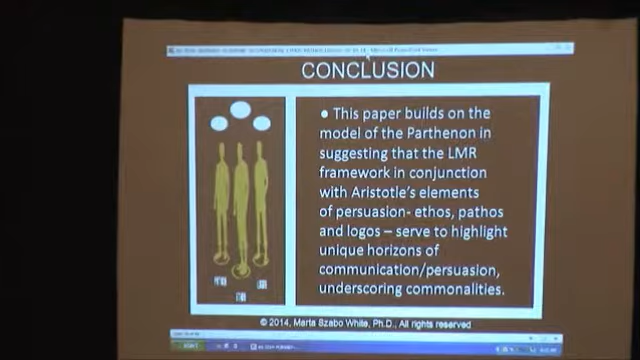 CONCLUSION
● This paper builds on the
model of the Parthenon in
suggesting that the LMR
framework in conjunction
with Aristotle's elements
of persuasion- ethos, pathos
and logos – serve to highlight
unique horizons of
communication/persuasion,
underscoring commonalities.
© 2014, Marta Szabo White, Ph.D., All rights reserved